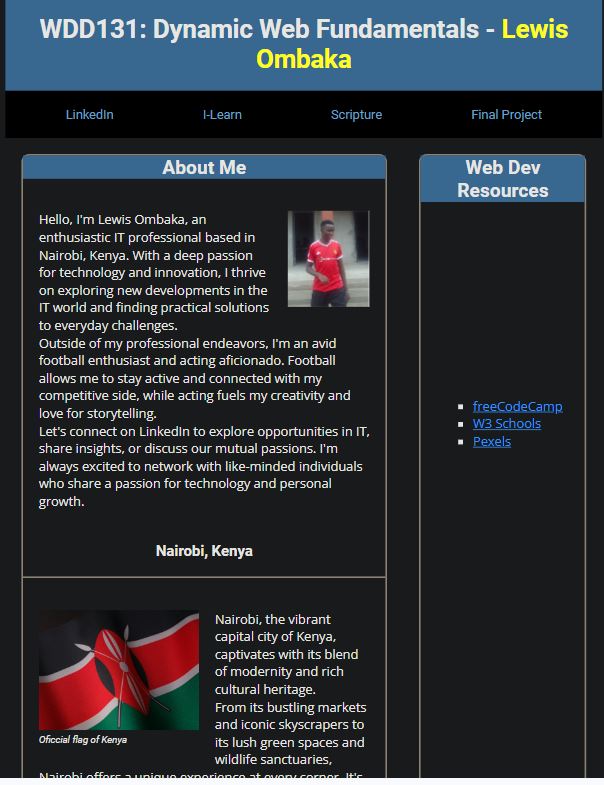 WDD131: Dynamic Web Fundamentals - Lewis
Ombaka
LinkedIn
I-Learn
Scripture
Final Project
About Me
Hello, I'm Lewis Ombaka, an
enthusiastic IT professional based in
Nairobi, Kenya. With a deep passion
for technology and innovation, I thrive
on exploring new developments in the
IT world and finding practical solutions
to everyday challenges.
Outside of my professional endeavors, I'm an avid
football enthusiast and acting aficionado. Football
allows me to stay active and connected with my
competitive side, while acting fuels my creativity and
love for storytelling.
Let's connect on LinkedIn to explore opportunities in IT,
share insights, or discuss our mutual passions. I'm
always excited to network with like-minded individuals
who share a passion for technology and personal
growth.
Nairobi, Kenya
Oficcial flag of Kenya
Nairobi, the vibrant
capital city of Kenya,
captivates with its blend
of modernity and rich
cultural heritage.
From its bustling markets
and iconic skyscrapers to
its lush green spaces and
wildlife sanctuaries,
Nairobi offers a unique experience at every corner. It's
Web Dev
Resources
freeCodeCamp
W3 Schools
Pexels